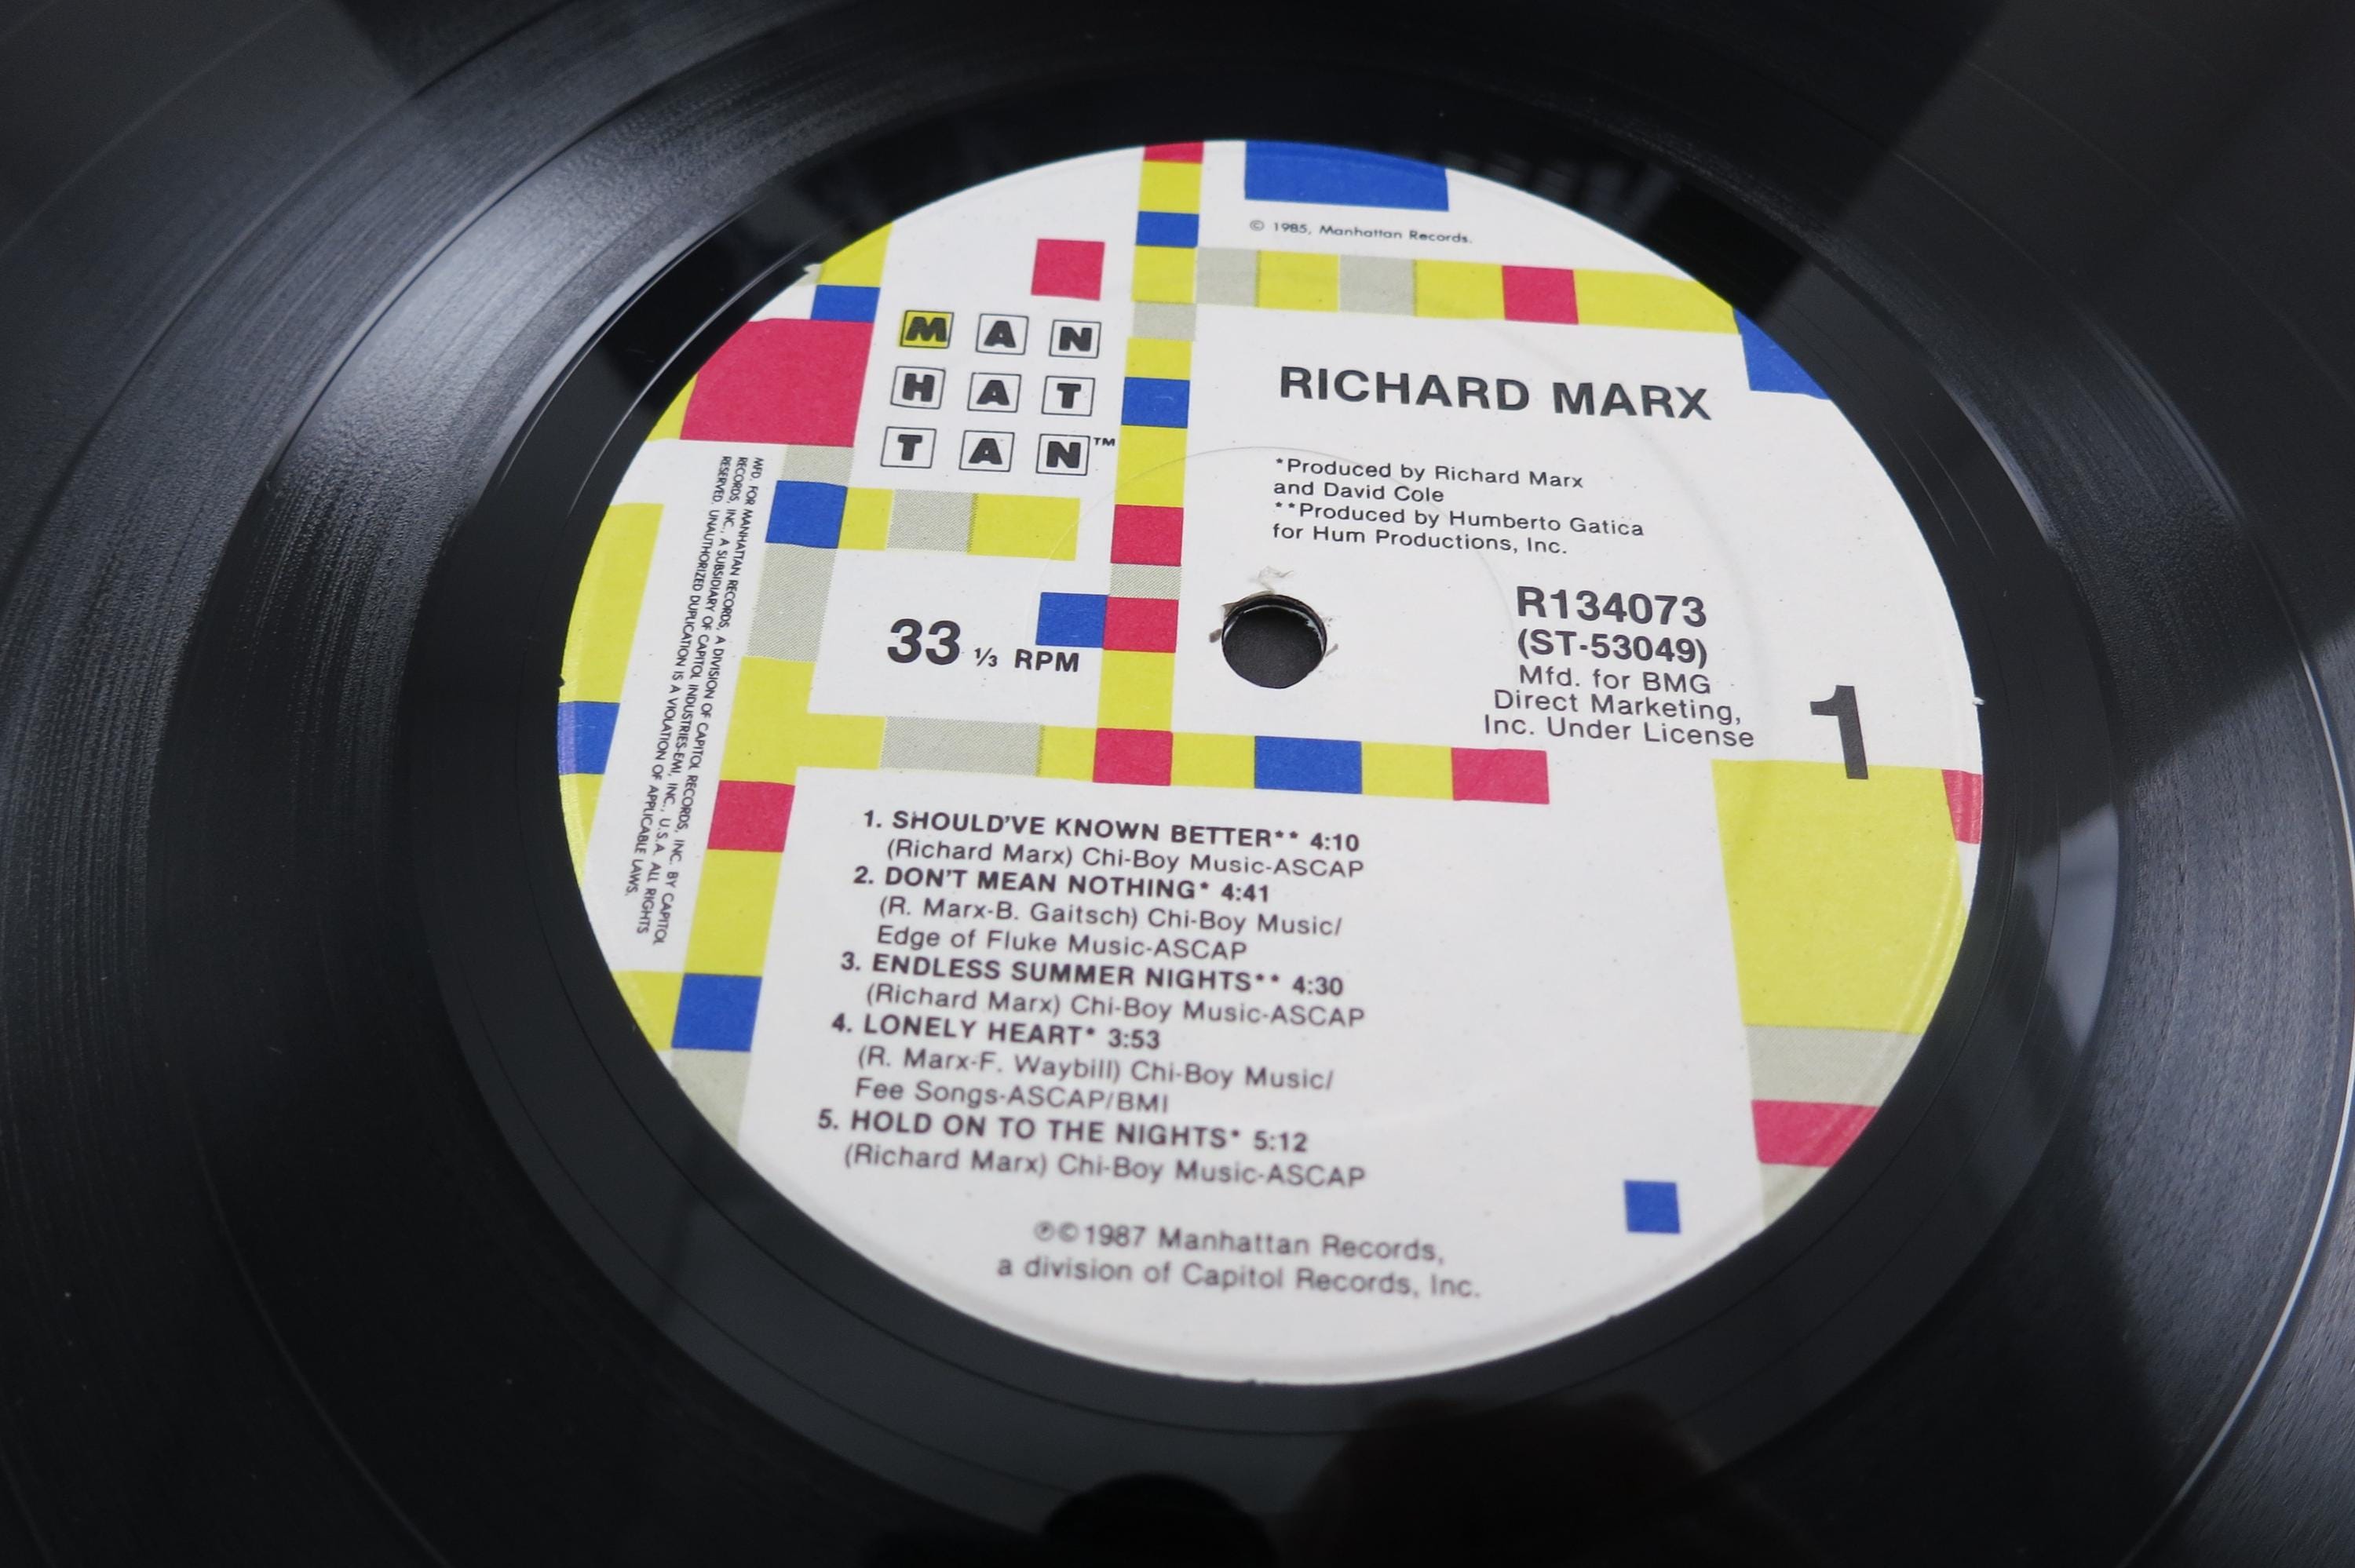 © 1985, Manhattan Records.
MAN
HAT
TAN™
RICHARD MARX
*Produced by Richard Marx
and David Cole
**Produced by Humberto Gatica
for Hum Productions, Inc.
33 ⅓ RPM
R134073
(ST-53049)
Mfd. for BMG
Direct Marketing,
Inc. Under License
1
MFD. FOR MANHATTAN RECORDS, A DIVISION OF CAPITOL RECORDS, INC. BY CAPITOL
RECORDS, INC., A SUBSIDIARY OF CAPITOL INDUSTRIES-EMI, INC., U.S.A. ALL RIGHTS
RESERVED. UNAUTHORIZED DUPLICATION IS A VIOLATION OF APPLICABLE LAWS.
1. SHOULD'VE KNOWN BETTER** 4:10
(Richard Marx) Chi-Boy Music-ASCAP
2. DON'T MEAN NOTHING* 4:41
(R. Marx-B. Gaitsch) Chi-Boy Music/
Edge of Fluke Music-ASCAP
3. ENDLESS SUMMER NIGHTS** 4:30
(Richard Marx) Chi-Boy Music-ASCAP
4. LONELY HEART* 3:53
(R. Marx-F. Waybill) Chi-Boy Music/
Fee Songs-ASCAP/BMI
5. HOLD ON TO THE NIGHTS* 5:12
(Richard Marx) Chi-Boy Music-ASCAP
℗©1987 Manhattan Records,
a division of Capitol Records, Inc.